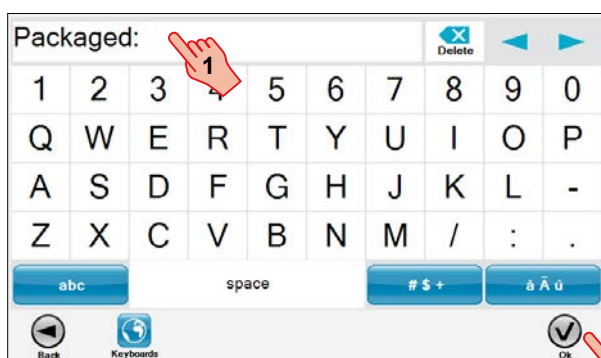 Packaged:
Delete
1
1 2 3 4 5 6 7 8 9 0
Q W E R T Y U I O P
A S D F G H J K L -
Z X C V B N M / : .
abc space # $ + à Ã ú
Back Keyboards Ok